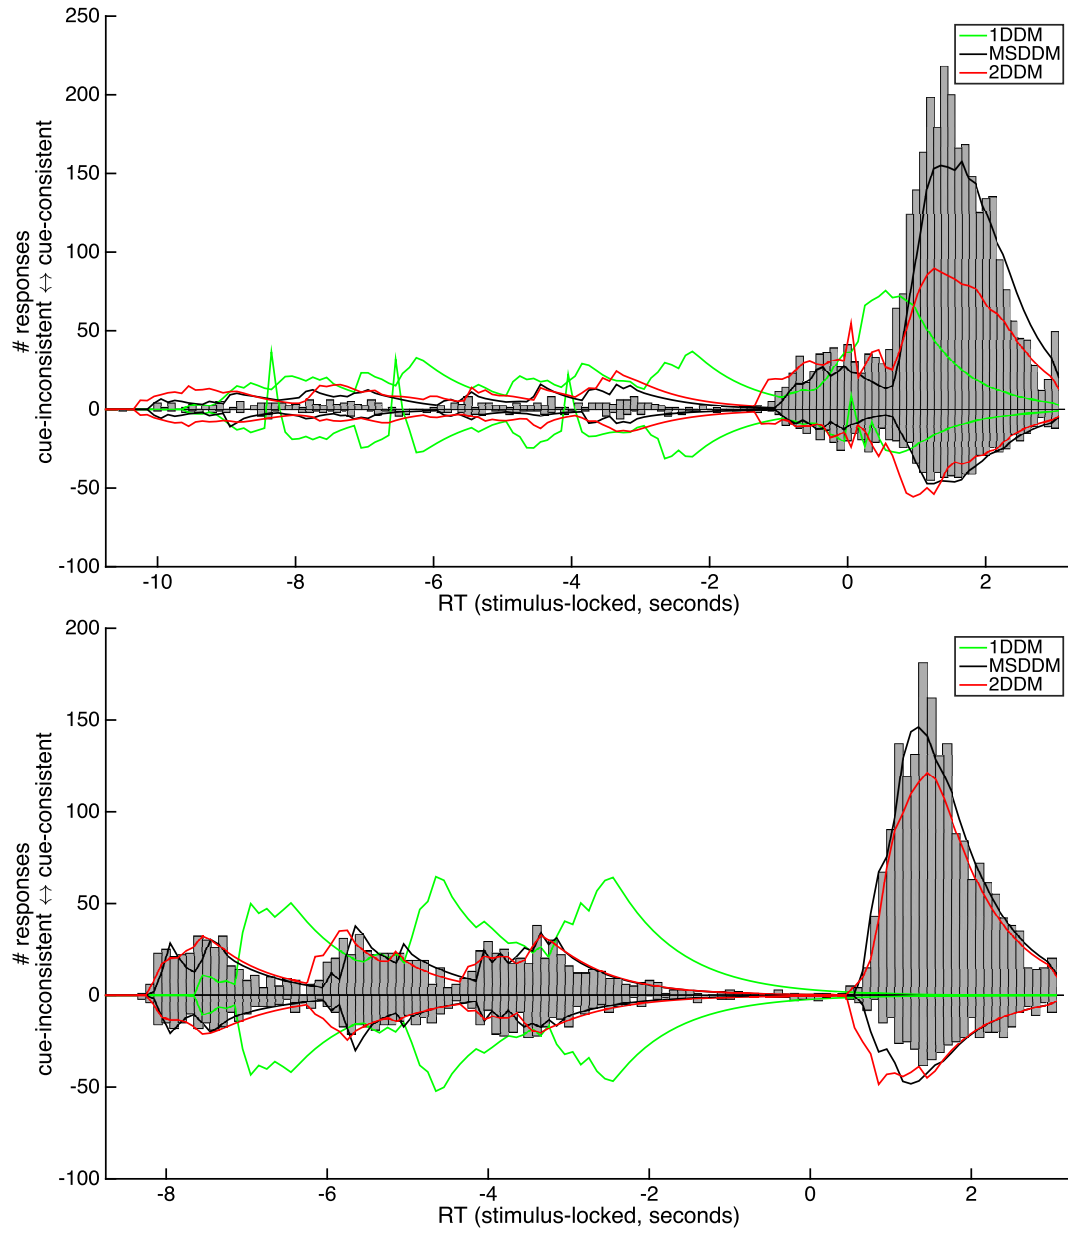 250
200
150
100
50
0
-50
-100
# responses
cue-inconsistent ↔ cue-consistent
1DDM
MSDDM
2DDM
-10 -8 -6 -4 -2 0 2
RT (stimulus-locked, seconds)
200
150
100
50
0
-50
-100
# responses
cue-inconsistent ↔ cue-consistent
1DDM
MSDDM
2DDM
-8 -6 -4 -2 0 2
RT (stimulus-locked, seconds)